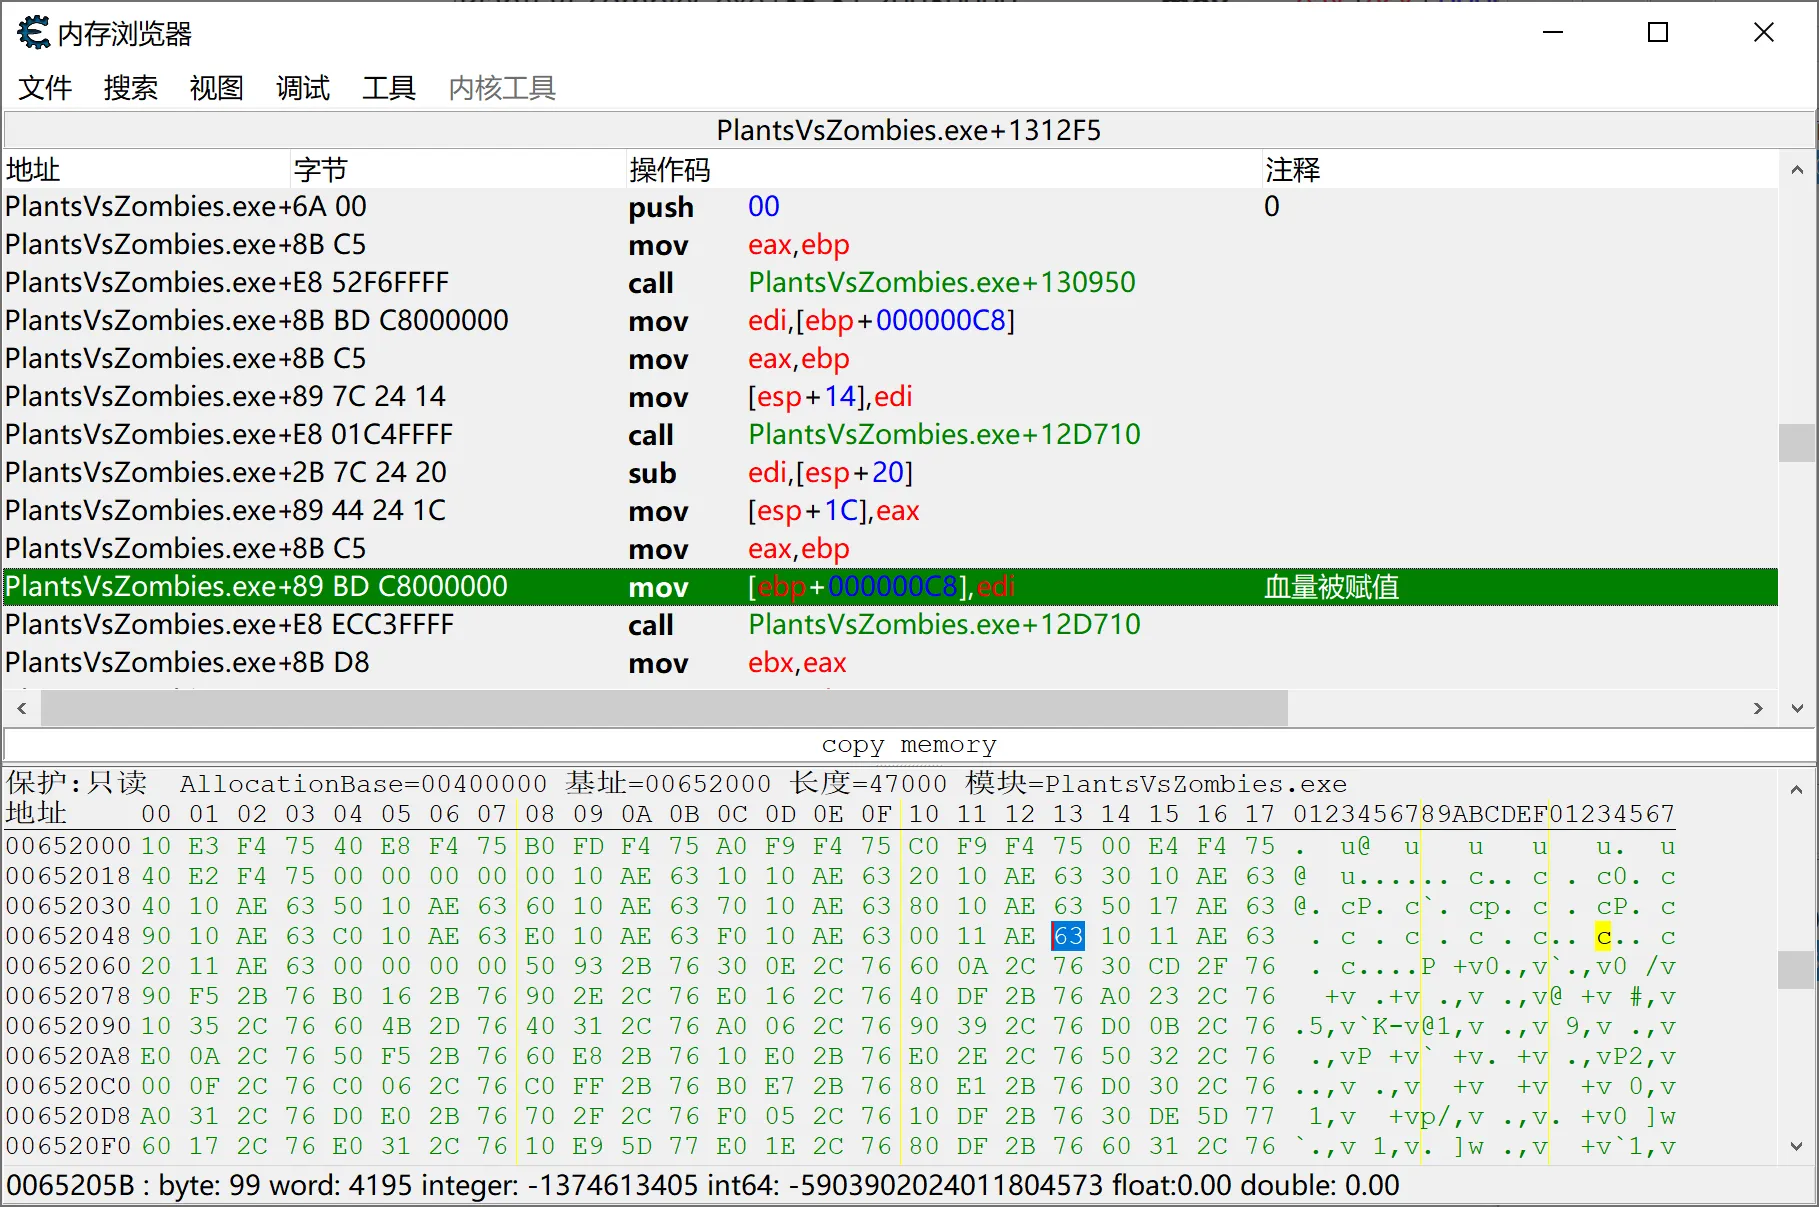 内存浏览器
文件 搜索 视图 调试 工具 内核工具
PlantsVsZombies.exe+1312F5
地址 字节 操作码 注释
PlantsVsZombies.exe+6A 00 push 00 0
PlantsVsZombies.exe+8B C5 mov eax,ebp
PlantsVsZombies.exe+E8 52F6FFFF call PlantsVsZombies.exe+130950
PlantsVsZombies.exe+8B BD C8000000 mov edi,[ebp+000000C8]
PlantsVsZombies.exe+8B C5 mov eax,ebp
PlantsVsZombies.exe+89 7C 24 14 mov [esp+14],edi
PlantsVsZombies.exe+E8 01C4FFFF call PlantsVsZombies.exe+12D710
PlantsVsZombies.exe+2B 7C 24 20 sub edi,[esp+20]
PlantsVsZombies.exe+89 44 24 1C mov [esp+1C],eax
PlantsVsZombies.exe+8B C5 mov eax,ebp
PlantsVsZombies.exe+89 BD C8000000 mov [ebp+000000C8],edi 血量被赋值
PlantsVsZombies.exe+E8 ECC3FFFF call PlantsVsZombies.exe+12D710
PlantsVsZombies.exe+8B D8 mov ebx,eax
copy memory
保护:只读 AllocationBase=00400000 基址=00652000 长度=47000 模块=PlantsVsZombies.exe
地址 00 01 02 03 04 05 06 07 08 09 0A 0B 0C 0D 0E 0F 10 11 12 13 14 15 16 17 0123456789ABCDEF01234567
00652000 10 E3 F4 75 40 E8 F4 75 B0 FD F4 75 A0 F9 F4 75 C0 F9 F4 75 00 E4 F4 75 . u@ u u u u. u
00652018 40 E2 F4 75 00 00 00 00 00 10 AE 63 10 10 AE 63 20 10 AE 63 30 10 AE 63 @ u...... c.. c . c0. c
00652030 40 10 AE 63 50 10 AE 63 60 10 AE 63 70 10 AE 63 80 10 AE 63 50 17 AE 63 @. cP. c`. cp. c . cP. c
00652048 90 10 AE 63 C0 10 AE 63 E0 10 AE 63 F0 10 AE 63 00 11 AE 63 10 11 AE 63 . c . c . c . c.. c.. c
00652060 20 11 AE 63 00 00 00 00 50 93 2B 76 30 0E 2C 76 60 0A 2C 76 30 CD 2F 76 . c....P +v0.,v`.,v0 /v
00652078 90 F5 2B 76 B0 16 2B 76 90 2E 2C 76 E0 16 2C 76 40 DF 2B 76 A0 23 2C 76 +v .+v .,v .,v@ +v #,v
00652090 10 35 2C 76 60 4B 2D 76 40 31 2C 76 A0 06 2C 76 90 39 2C 76 D0 0B 2C 76 .5,v`K-v@1,v .,v 9,v .,v
006520A8 E0 0A 2C 76 50 F5 2B 76 60 E8 2B 76 10 E0 2B 76 E0 2E 2C 76 50 32 2C 76 .,vP +v` +v. +v .,vP2,v
006520C0 00 0F 2C 76 C0 06 2C 76 C0 FF 2B 76 B0 E7 2B 76 80 E1 2B 76 D0 30 2C 76 ..,v .,v +v +v +v 0,v
006520D8 A0 31 2C 76 D0 E0 2B 76 70 2F 2C 76 F0 05 2C 76 10 DF 2B 76 30 DE 5D 77 1,v +vp/,v .,v. +v0 ]w
006520F0 60 17 2C 76 E0 31 2C 76 10 E9 5D 77 E0 1E 2C 76 80 DF 2B 76 60 31 2C 76 `.,v 1,v. ]w .,v +v`1,v
0065205B : byte: 99 word: 4195 integer: -1374613405 int64: -5903902024011804573 float:0.00 double: 0.00